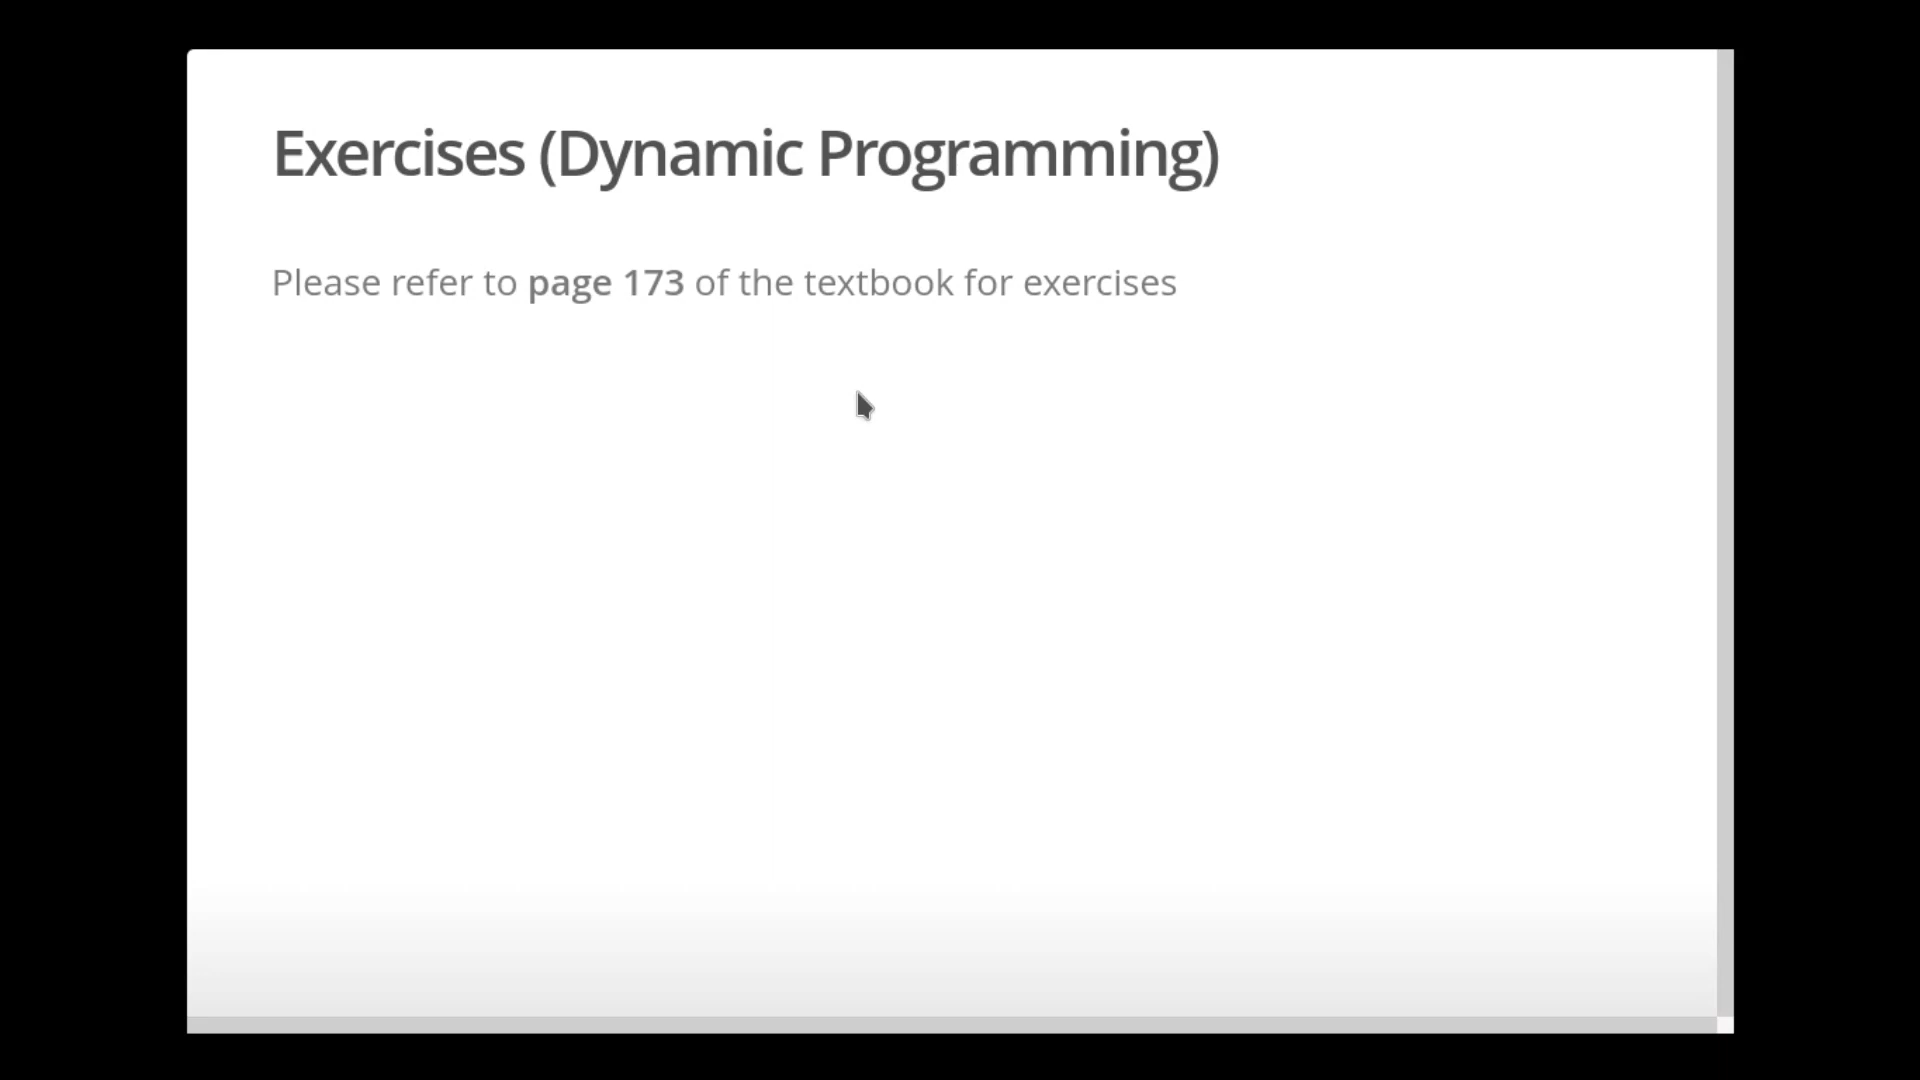 Exercises (Dynamic Programming)
Please refer to page 173 of the textbook for exercises